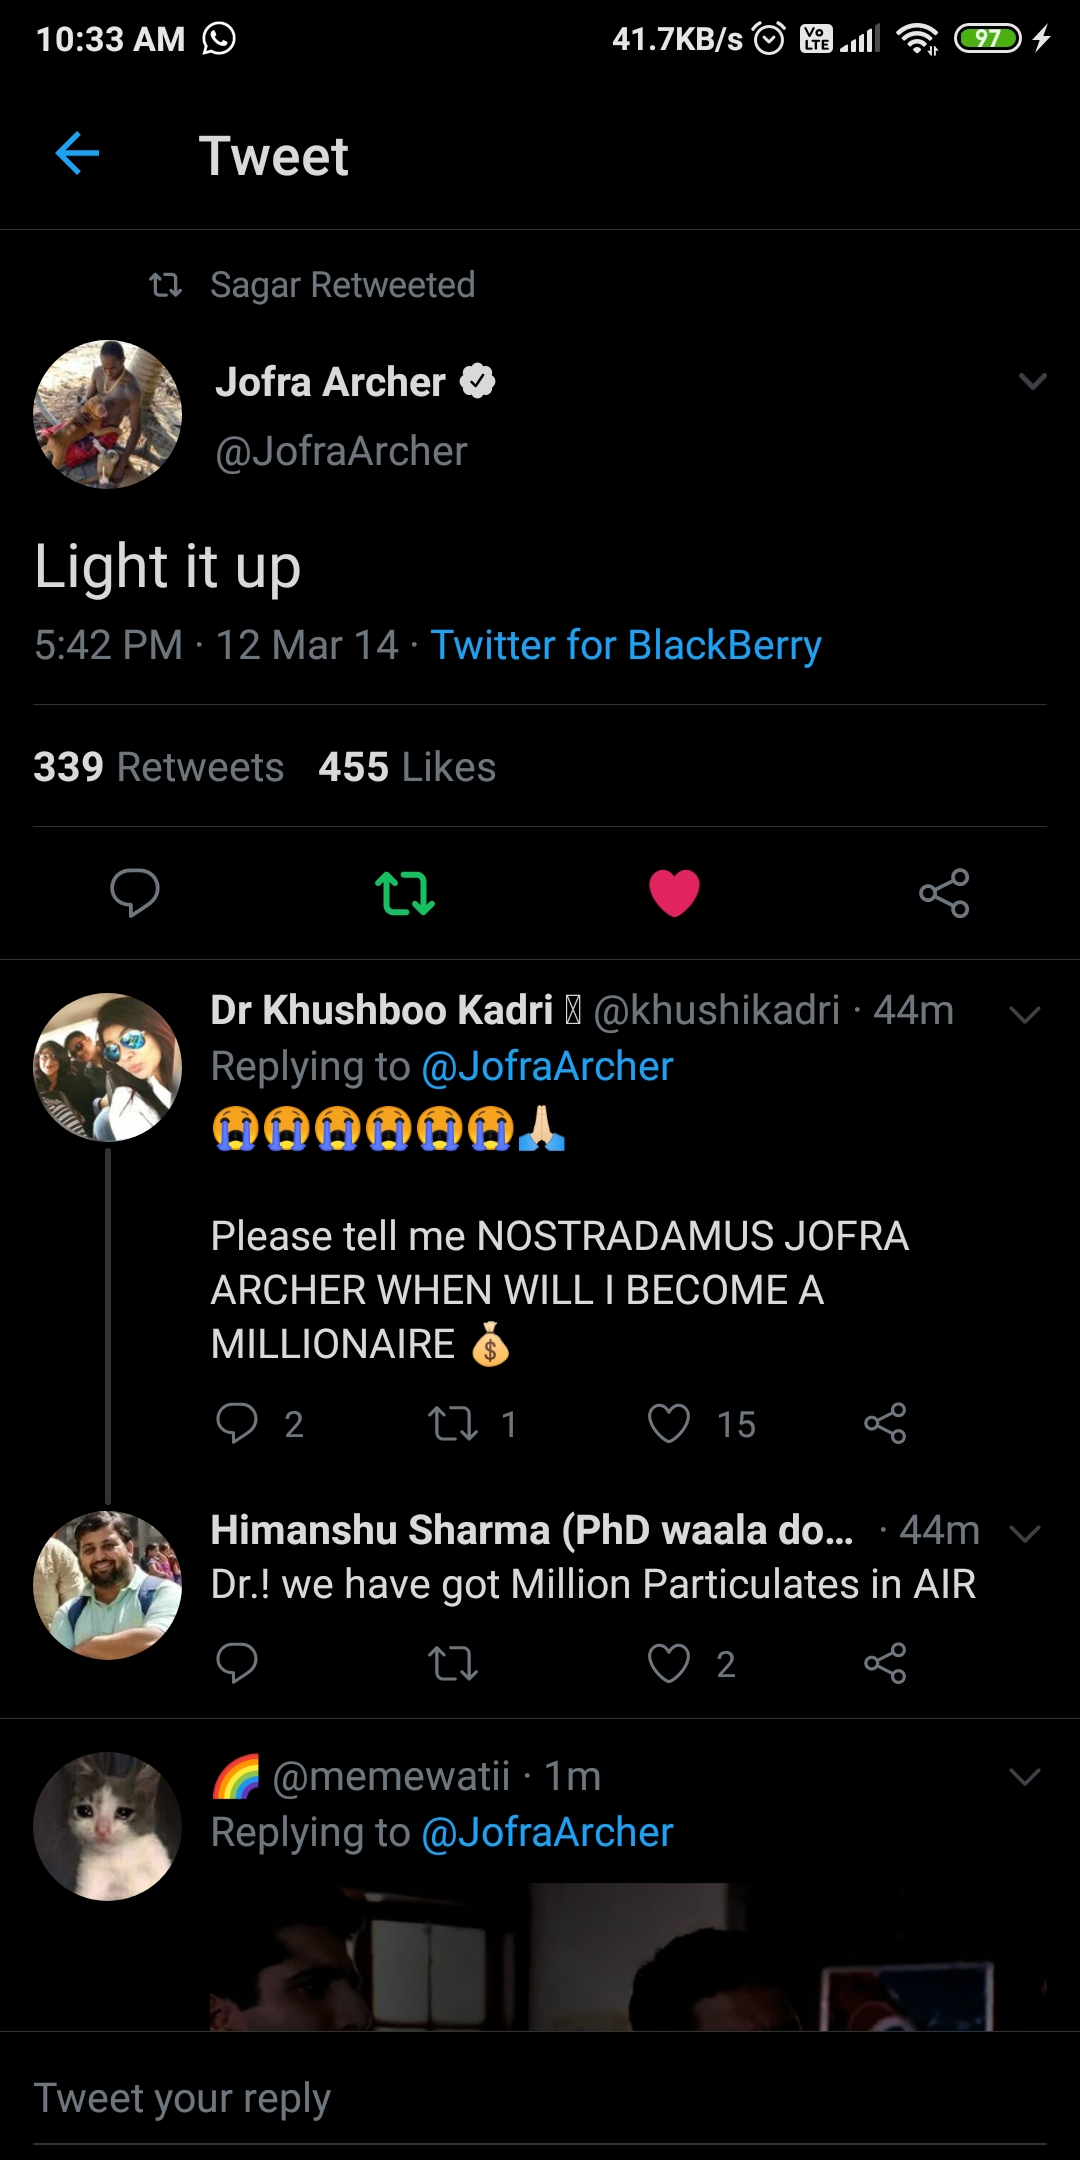 10:33 AM
41.7KB/s Vo LTE 97
Tweet
Sagar Retweeted
Jofra Archer
@JofraArcher
Light it up
5:42 PM · 12 Mar 14 · Twitter for BlackBerry
339 Retweets 455 Likes
Dr Khushboo Kadri @khushikadri · 44m
Replying to @JofraArcher
😭😭😭😭😭😭🙏🏻
Please tell me NOSTRADAMUS JOFRA
ARCHER WHEN WILL I BECOME A
MILLIONAIRE 💰
2 1 15
Himanshu Sharma (PhD waala do... · 44m
Dr.! we have got Million Particulates in AIR
2
🌈 @memewatii · 1m
Replying to @JofraArcher
Tweet your reply